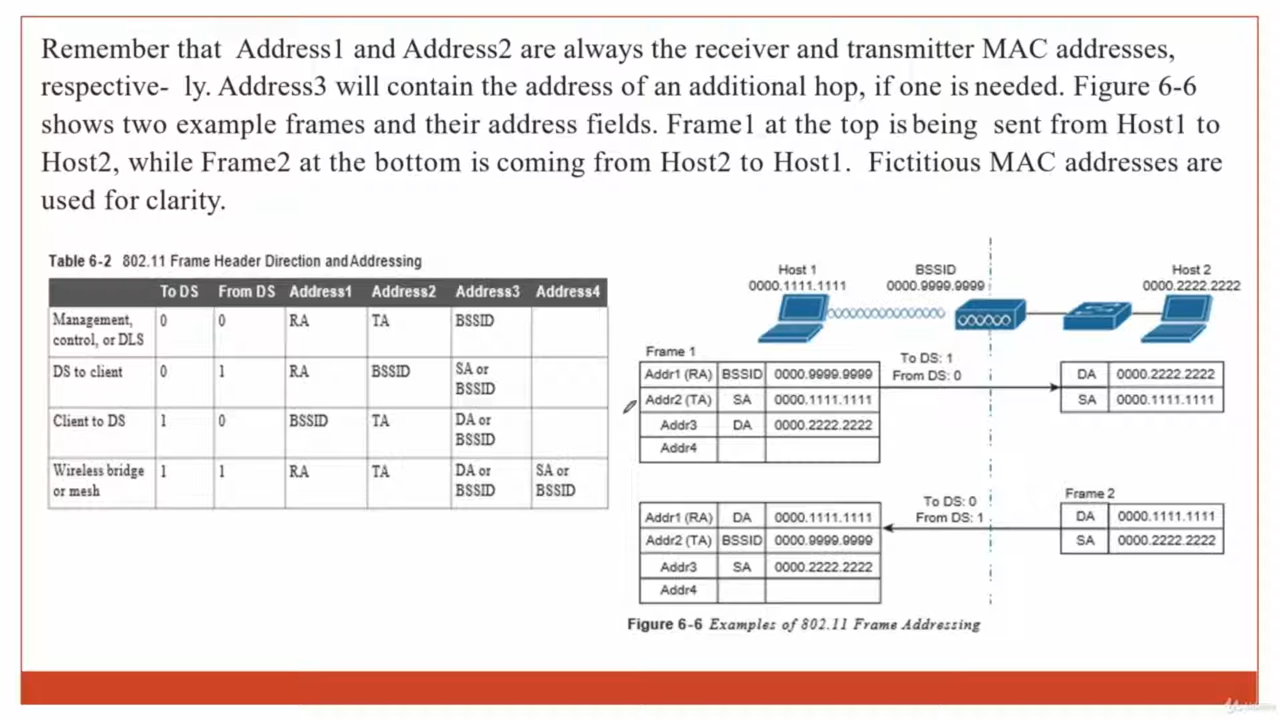 Remember that Address1 and Address2 are always the receiver and transmitter MAC addresses,
respective- ly. Address3 will contain the address of an additional hop, if one is needed. Figure 6-6
shows two example frames and their address fields. Frame1 at the top is being sent from Host1 to
Host2, while Frame2 at the bottom is coming from Host2 to Host1. Fictitious MAC addresses are
used for clarity.
Table 6-2 802.11 Frame Header Direction and Addressing
To DS From DS Address1 Address2 Address3 Address4
Management, control, or DLS 0 0 RA TA BSSID
DS to client 0 1 RA BSSID SA or BSSID
Client to DS 1 0 BSSID TA DA or BSSID
Wireless bridge or mesh 1 1 RA TA DA or BSSID SA or BSSID
Host 1 BSSID Host 2
0000.1111.1111 0000.9999.9999 0000.2222.2222
Frame 1
Addr1 (RA) BSSID 0000.9999.9999
Addr2 (TA) SA 0000.1111.1111
Addr3 DA 0000.2222.2222
Addr4
To DS: 1
From DS: 0
DA 0000.2222.2222
SA 0000.1111.1111
Addr1 (RA) DA 0000.1111.1111
Addr2 (TA) BSSID 0000.9999.9999
Addr3 SA 0000.2222.2222
Addr4
To DS: 0
From DS: 1
Frame 2
DA 0000.1111.1111
SA 0000.2222.2222
Figure 6-6 Examples of 802.11 Frame Addressing